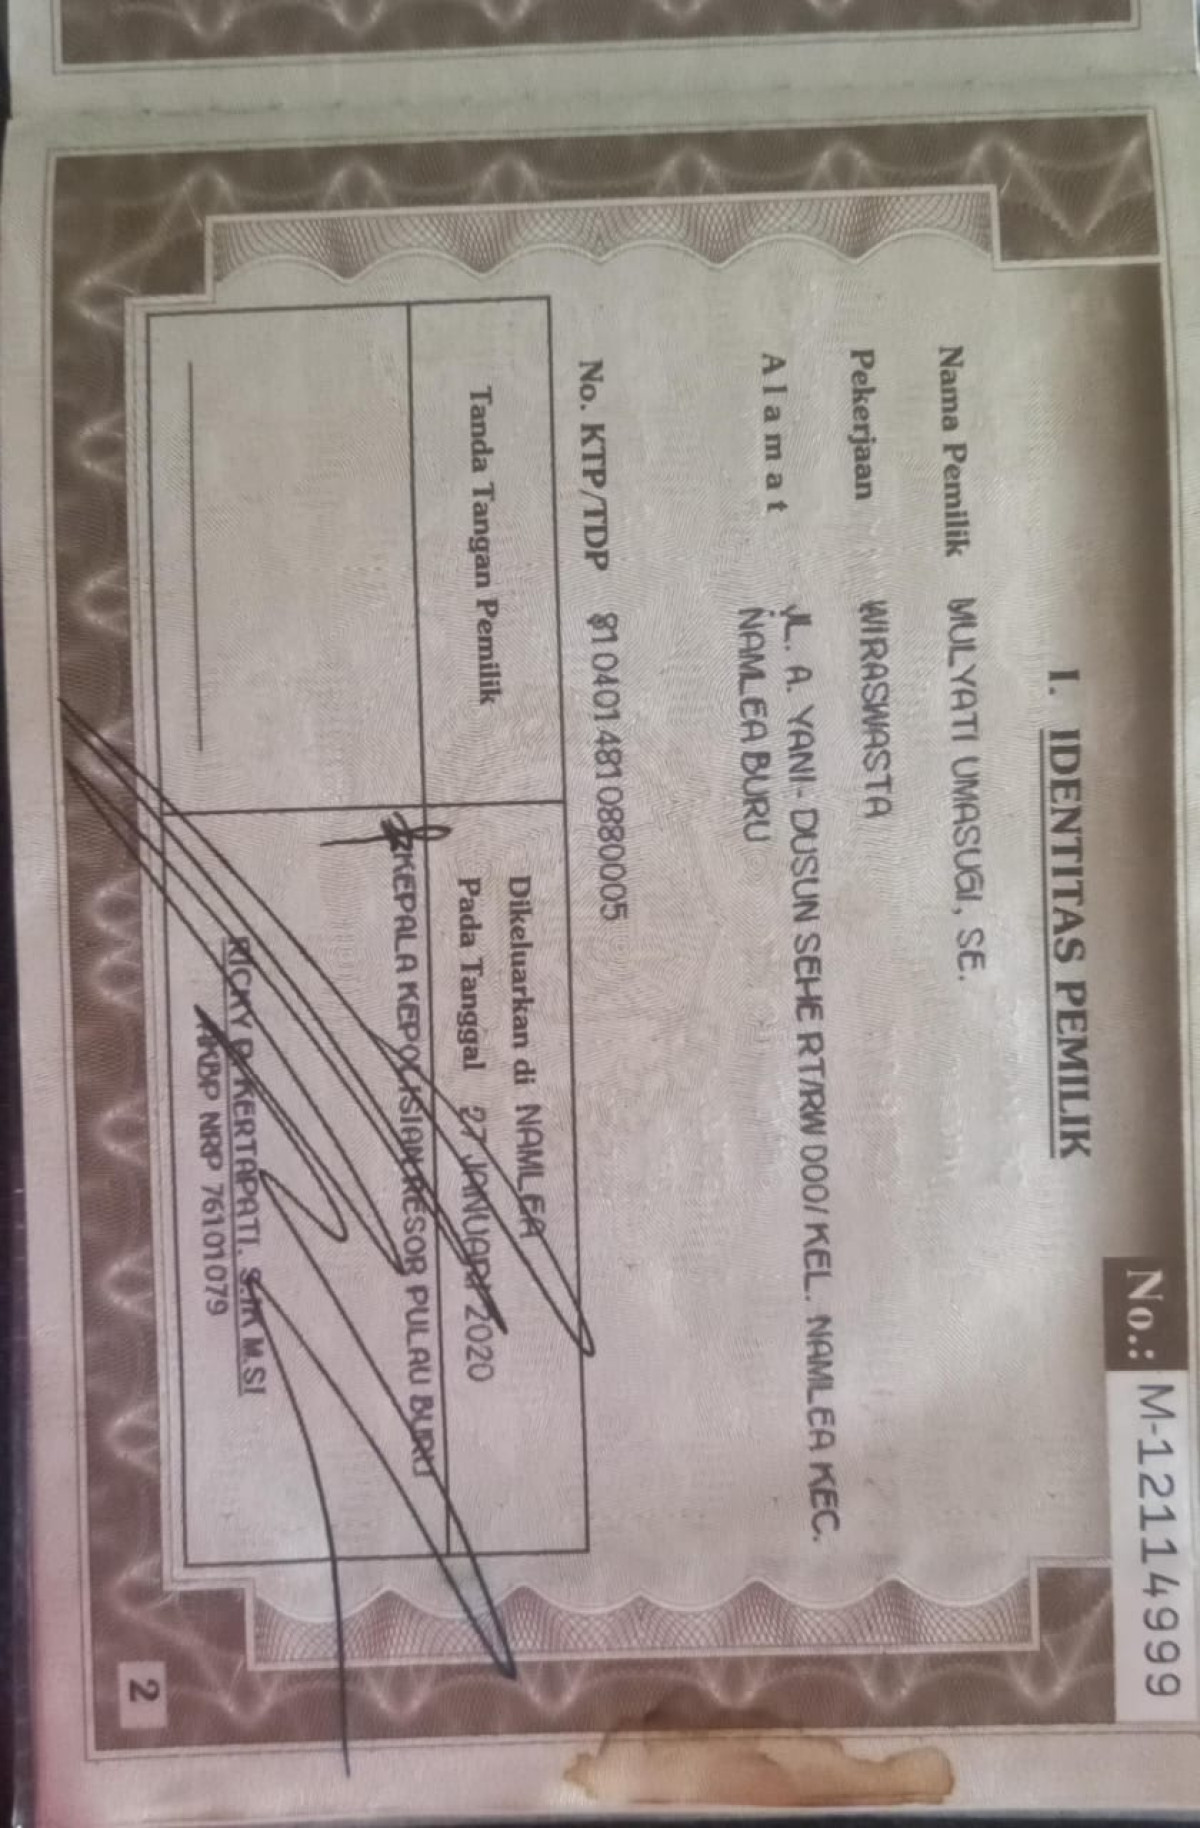 No.: M-12114999
I. IDENTITAS PEMILIK
Nama Pemilik MULYATI UMASUGI, SE.
Pekerjaan WIRASWASTA
Alamat JL. A. YANI - DUSUN SEHE RT/RW 000/ KEL. NAMLEA KEC.
NAMLEA BURU
No. KTP/TDP 8104014810880005
Tanda Tangan Pemilik
Dikeluarkan di NAMLEA
Pada Tanggal 27 JANUARI 2020
KEPALA KEPOLISIAN RESOR PULAU BURU
RICKY P. KERTAPATI. S.IK M.SI
AKBP NRP 76101079
2